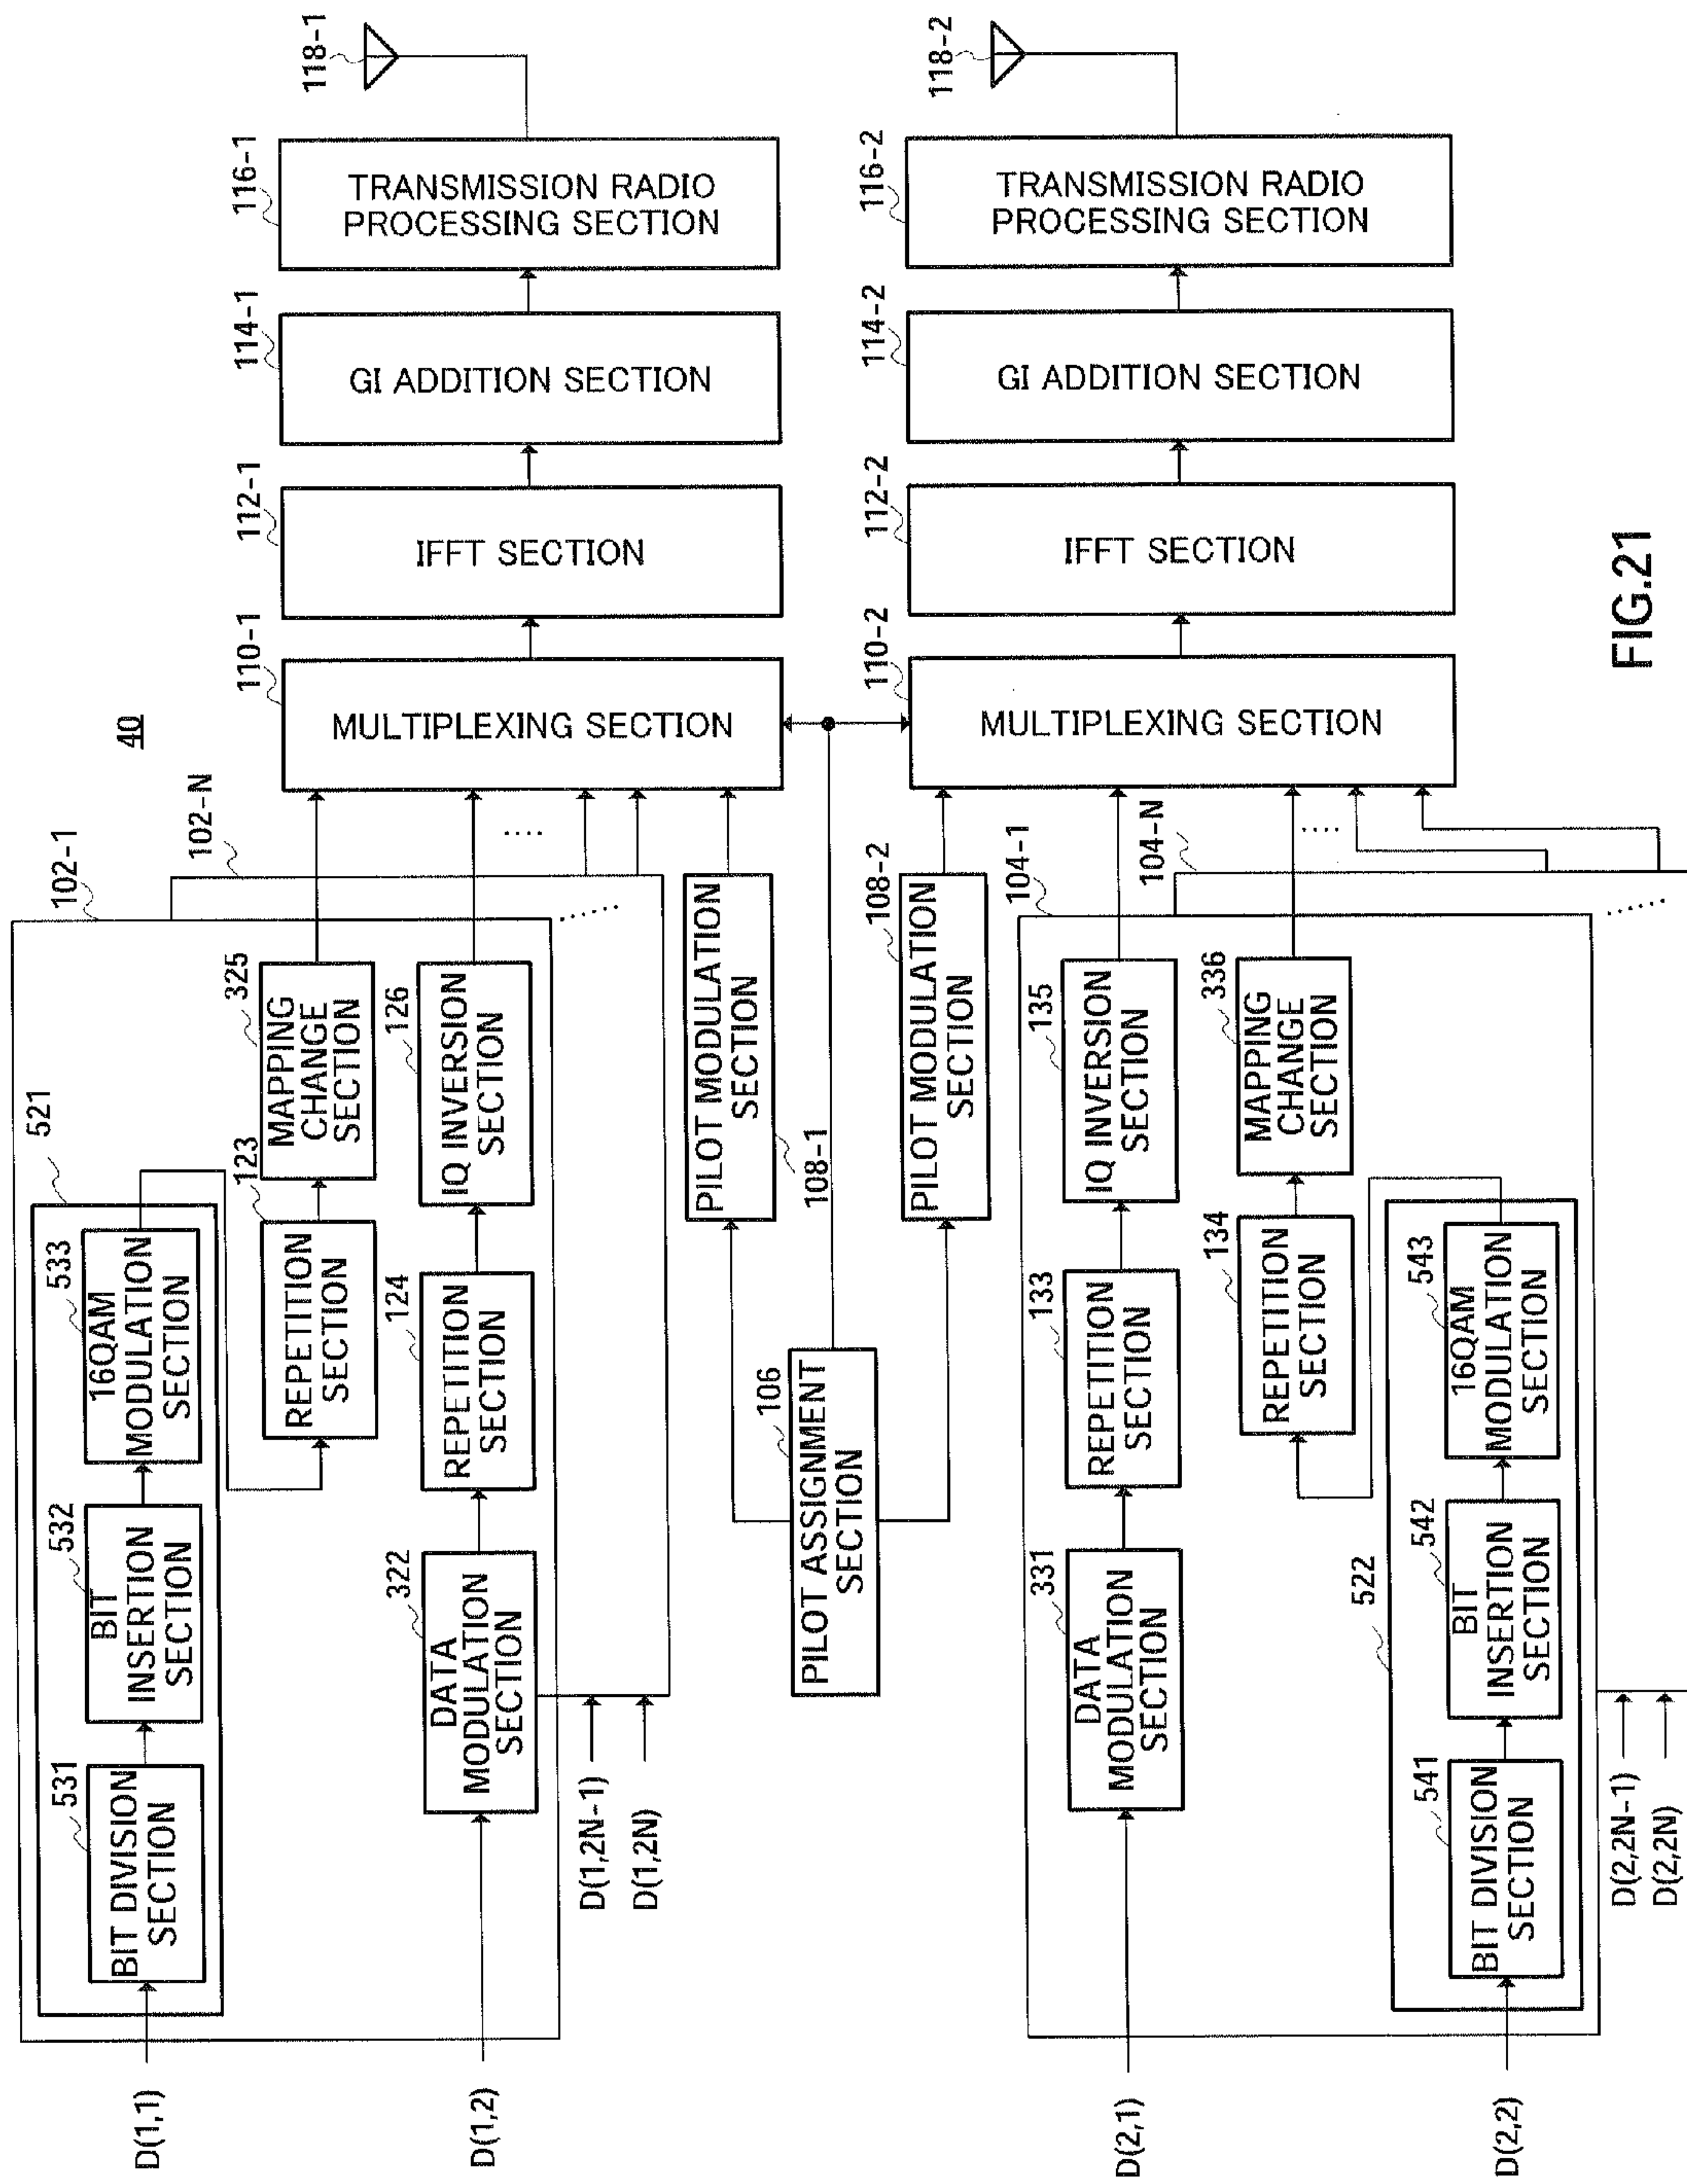 40
D(1,1)
521
531
BIT DIVISION
SECTION
532
BIT
INSERTION
SECTION
533
16QAM
MODULATION
SECTION
123
REPETITION
SECTION
325
MAPPING
CHANGE
SECTION
102-1
102-N
D(1,2)
322
DATA
MODULATION
SECTION
124
REPETITION
SECTION
126
IQ INVERSION
SECTION
....
.....
D(1,2N-1)
D(1,2N)
110-1
MULTIPLEXING SECTION
112-1
IFFT SECTION
114-1
GI ADDITION SECTION
116-1
TRANSMISSION RADIO
PROCESSING SECTION
118-1
PILOT MODULATION
SECTION
108-1
106
PILOT ASSIGNMENT
SECTION
108-2
PILOT MODULATION
SECTION
104-1
104-N
D(2,1)
331
DATA
MODULATION
SECTION
133
REPETITION
SECTION
135
IQ INVERSION
SECTION
134
REPETITION
SECTION
336
MAPPING
CHANGE
SECTION
....
.....
D(2,2)
522
541
BIT DIVISION
SECTION
542
BIT
INSERTION
SECTION
543
16QAM
MODULATION
SECTION
D(2,2N-1)
D(2,2N)
110-2
MULTIPLEXING SECTION
112-2
IFFT SECTION
114-2
GI ADDITION SECTION
116-2
TRANSMISSION RADIO
PROCESSING SECTION
118-2
FIG.21